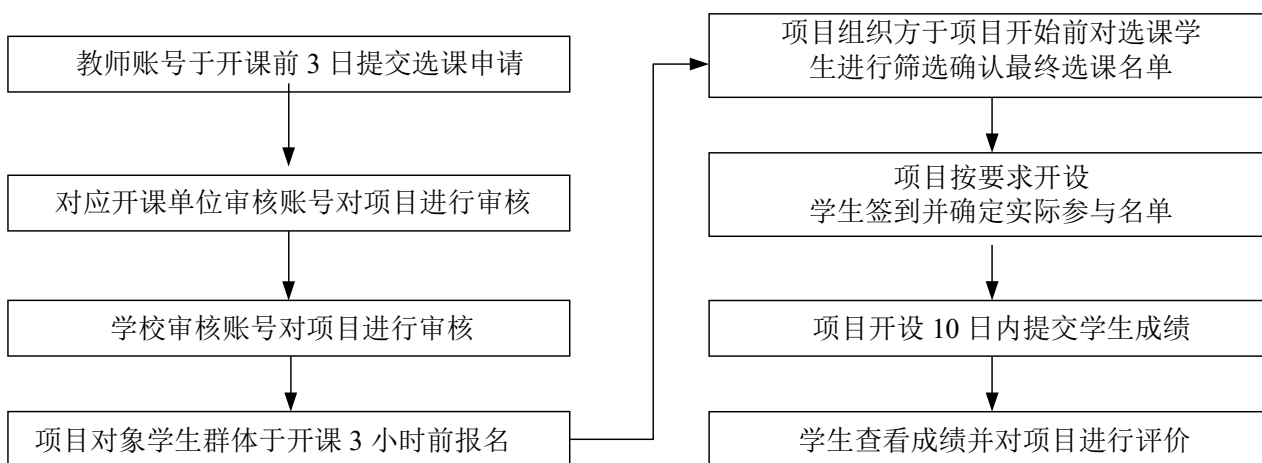 教师账号于开课前 3 日提交选课申请
对应开课单位审核账号对项目进行审核
学校审核账号对项目进行审核
项目对象学生群体于开课 3 小时前报名
项目组织方于项目开始前对选课学
生进行筛选确认最终选课名单
项目按要求开设
学生签到并确定实际参与名单
项目开设 10 日内提交学生成绩
学生查看成绩并对项目进行评价